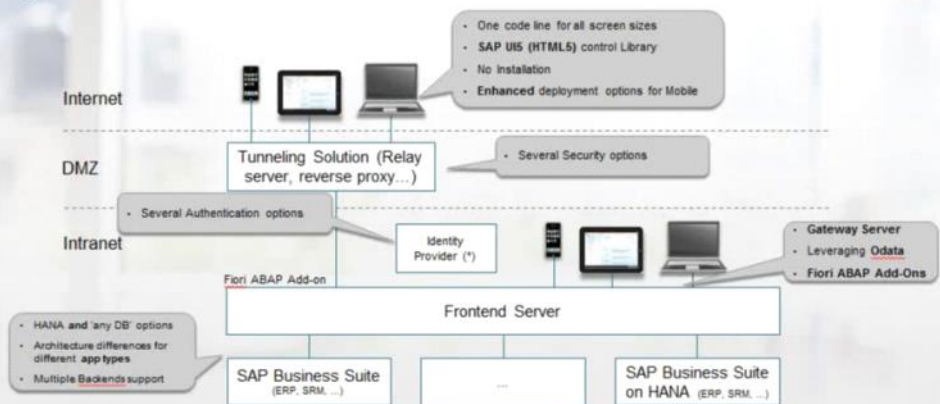 One code line for all screen sizes
SAP UI5 (HTML5) control Library
No Installation
Enhanced deployment options for Mobile
Internet
DMZ
Tunneling Solution (Relay
server, reverse proxy...)
Several Security options
Several Authentication options
Intranet
Identity
Provider (*)
Gateway Server
Leveraging Odata
Fiori ABAP Add-Ons
Fiori ABAP Add-on
Frontend Server
HANA and 'any DB' options
Architecture differences for
different app types
Multiple Backends support
SAP Business Suite
(ERP, SRM, ...)
...
SAP Business Suite
on HANA (ERP, SRM, ...)